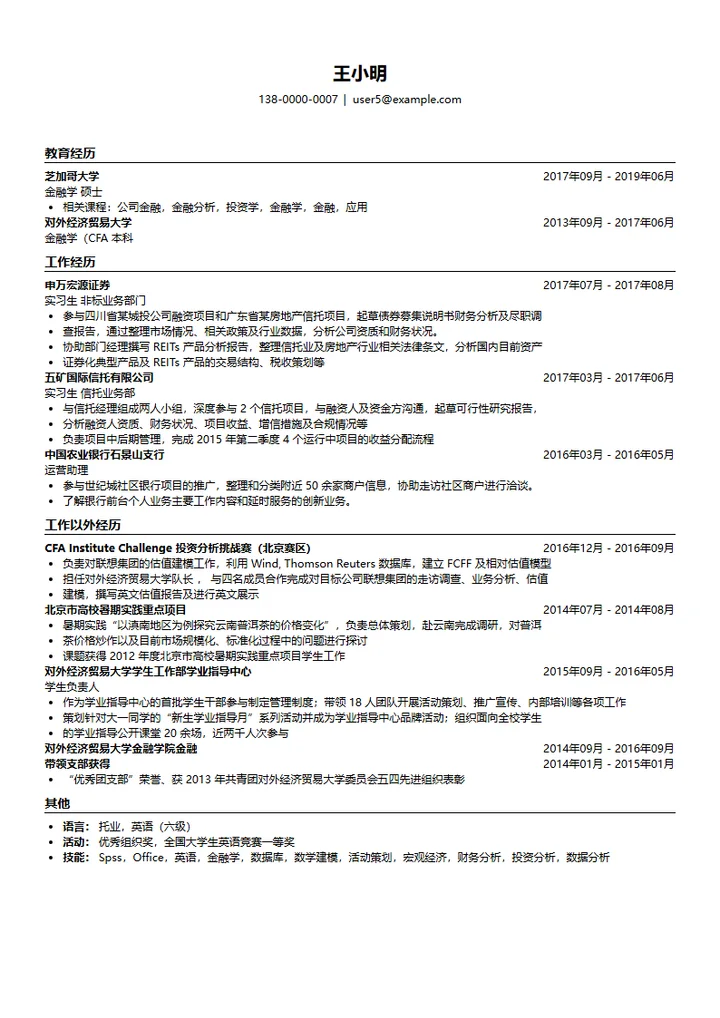 王小明
138-0000-0007 | user5@example.com
教育经历
芝加哥大学 2017年09月 - 2019年06月
金融学 硕士
• 相关课程：公司金融，金融分析，投资学，金融学，金融，应用
对外经济贸易大学 2013年09月 - 2017年06月
金融学（CFA 本科
工作经历
申万宏源证券 2017年07月 - 2017年08月
实习生 非标业务部门
• 参与四川省某城投公司融资项目和广东省某房地产信托项目，起草债券募集说明书财务分析及尽职调
• 查报告，通过整理市场情况、相关政策及行业数据，分析公司资质和财务状况。
• 协助部门经理撰写 REITs 产品分析报告，整理信托业及房地产行业相关法律条文，分析国内目前资产
• 证券化典型产品及 REITs 产品的交易结构、税收策划等
五矿国际信托有限公司 2017年03月 - 2017年06月
实习生 信托业务部
• 与信托经理组成两人小组，深度参与 2 个信托项目，与融资人及资金方沟通，起草可行性研究报告，
• 分析融资人资质、财务状况、项目收益、增信措施及合规情况等
• 负责项目中后期管理，完成 2015 年第二季度 4 个运行中项目的收益分配流程
中国农业银行石景山支行 2016年03月 - 2016年05月
运营助理
• 参与世纪城社区银行项目的推广，整理和分类附近 50 余家商户信息，协助走访社区商户进行洽谈。
• 了解银行前台个人业务主要工作内容和延时服务的创新业务。
工作以外经历
CFA Institute Challenge 投资分析挑战赛（北京赛区） 2016年12月 - 2016年09月
• 负责对联想集团的估值建模工作，利用 Wind, Thomson Reuters 数据库，建立 FCFF 及相对估值模型
• 担任对外经济贸易大学队长 ， 与四名成员合作完成对目标公司联想集团的走访调查、业务分析、估值
• 建模，撰写英文估值报告及进行英文展示
北京市高校暑期实践重点项目 2014年07月 - 2014年08月
• 暑期实践“以滇南地区为例探究云南普洱茶的价格变化”，负责总体策划，赴云南完成调研，对普洱
• 茶价格炒作以及目前市场规模化、标准化过程中的问题进行探讨
• 课题获得 2012 年度北京市高校暑期实践重点项目学生工作
对外经济贸易大学学生工作部学业指导中心 2015年09月 - 2016年05月
学生负责人
• 作为学业指导中心的首批学生干部参与制定管理制度；带领 18 人团队开展活动策划、推广宣传、内部培训等各项工作
• 策划针对大一同学的“新生学业指导月”系列活动并成为学业指导中心品牌活动；组织面向全校学生
• 的学业指导公开课堂 20 余场，近两千人次参与
对外经济贸易大学金融学院金融 2014年09月 - 2016年09月
带领支部获得 2014年01月 - 2015年01月
• “优秀团支部”荣誉、获 2013 年共青团对外经济贸易大学委员会五四先进组织表彰
其他
• 语言： 托业，英语（六级）
• 活动： 优秀组织奖，全国大学生英语竞赛一等奖
• 技能： Spss，Office，英语，金融学，数据库，数学建模，活动策划，宏观经济，财务分析，投资分析，数据分析